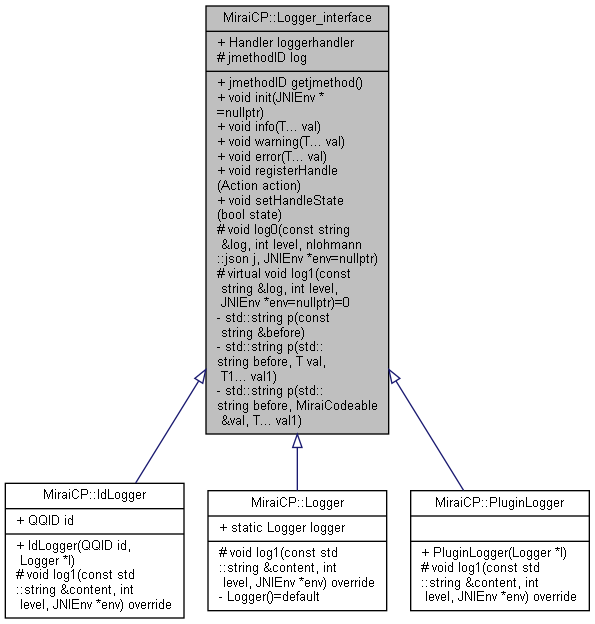 MiraiCP::Logger_interface
+ Handler loggerhandler
# jmethodID log
+ jmethodID getjmethod()
+ void init(JNIEnv *
=nullptr)
+ void info(T... val)
+ void warning(T... val)
+ void error(T... val)
+ void registerHandle
(Action action)
+ void setHandleState
(bool state)
# void log0(const string
&log, int level, nlohmann
::json j, JNIEnv *env=nullptr)
# virtual void log1(const
string &log, int level,
JNIEnv *env=nullptr)=0
- std::string p(const
string &before)
- std::string p(std::
string before, T val,
T1... val1)
- std::string p(std::
string before, MiraiCodeable
&val, T... val1)
MiraiCP::IdLogger
+ QQID id
+ IdLogger(QQID id,
Logger *l)
# void log1(const std
::string &content, int
level, JNIEnv *env) override
MiraiCP::Logger
+ static Logger logger
# void log1(const std
::string &content, int
level, JNIEnv *env) override
- Logger()=default
MiraiCP::PluginLogger
+ PluginLogger(Logger *l)
# void log1(const std
::string &content, int
level, JNIEnv *env) override